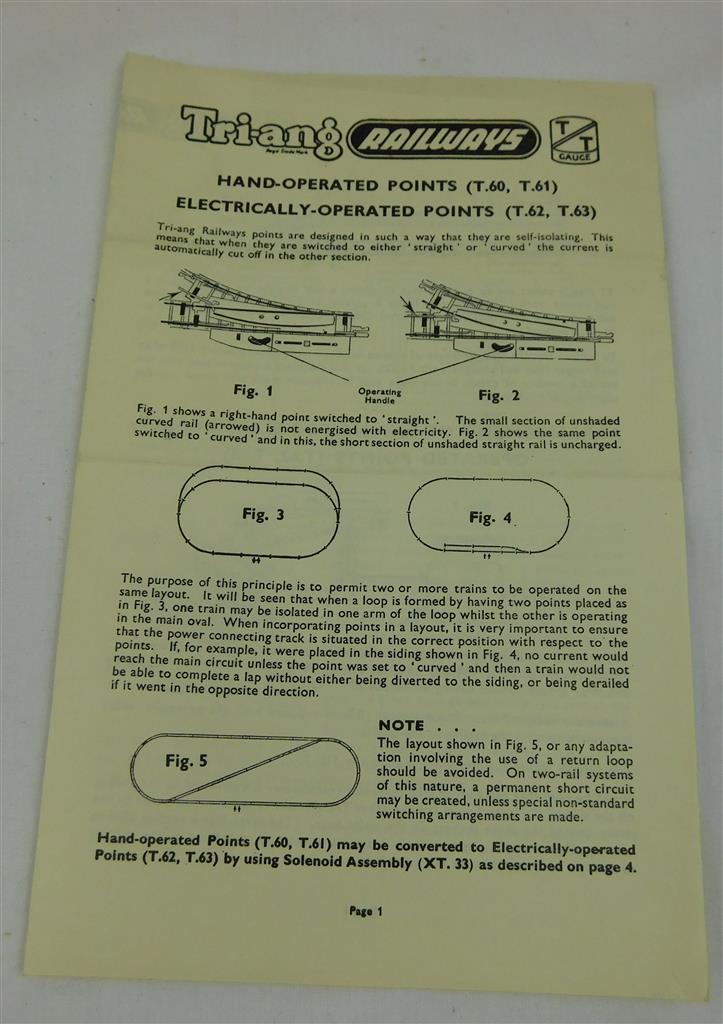 Tri-ang RAILWAYS TT GAUGE
Regd. Trade Mark
HAND-OPERATED POINTS (T.60, T.61)
ELECTRICALLY-OPERATED POINTS (T.62, T.63)
Tri-ang Railways points are designed in such a way that they are self-isolating. This
means that when they are switched to either 'straight' or 'curved' the current is
automatically cut off in the other section.
Fig. 1
Operating
Handle
Fig. 2
Fig. 1 shows a right-hand point switched to 'straight'. The small section of unshaded
curved rail (arrowed) is not energised with electricity. Fig. 2 shows the same point
switched to 'curved' and in this, the short section of unshaded straight rail is uncharged.
Fig. 3
Fig. 4
The purpose of this principle is to permit two or more trains to be operated on the
same layout. It will be seen that when a loop is formed by having two points placed as
in Fig. 3, one train may be isolated in one arm of the loop whilst the other is operating
in the main oval. When incorporating points in a layout, it is very important to ensure
that the power connecting track is situated in the correct position with respect to the
points. If, for example, it were placed in the siding shown in Fig. 4, no current would
reach the main circuit unless the point was set to 'curved' and then a train would not
be able to complete a lap without either being diverted to the siding, or being derailed
if it went in the opposite direction.
Fig. 5
NOTE . . .
The layout shown in Fig. 5, or any adapta-
tion involving the use of a return loop
should be avoided. On two-rail systems
of this nature, a permanent short circuit
may be created, unless special non-standard
switching arrangements are made.
Hand-operated Points (T.60, T.61) may be converted to Electrically-operated
Points (T.62, T.63) by using Solenoid Assembly (XT. 33) as described on page 4.
Page 1